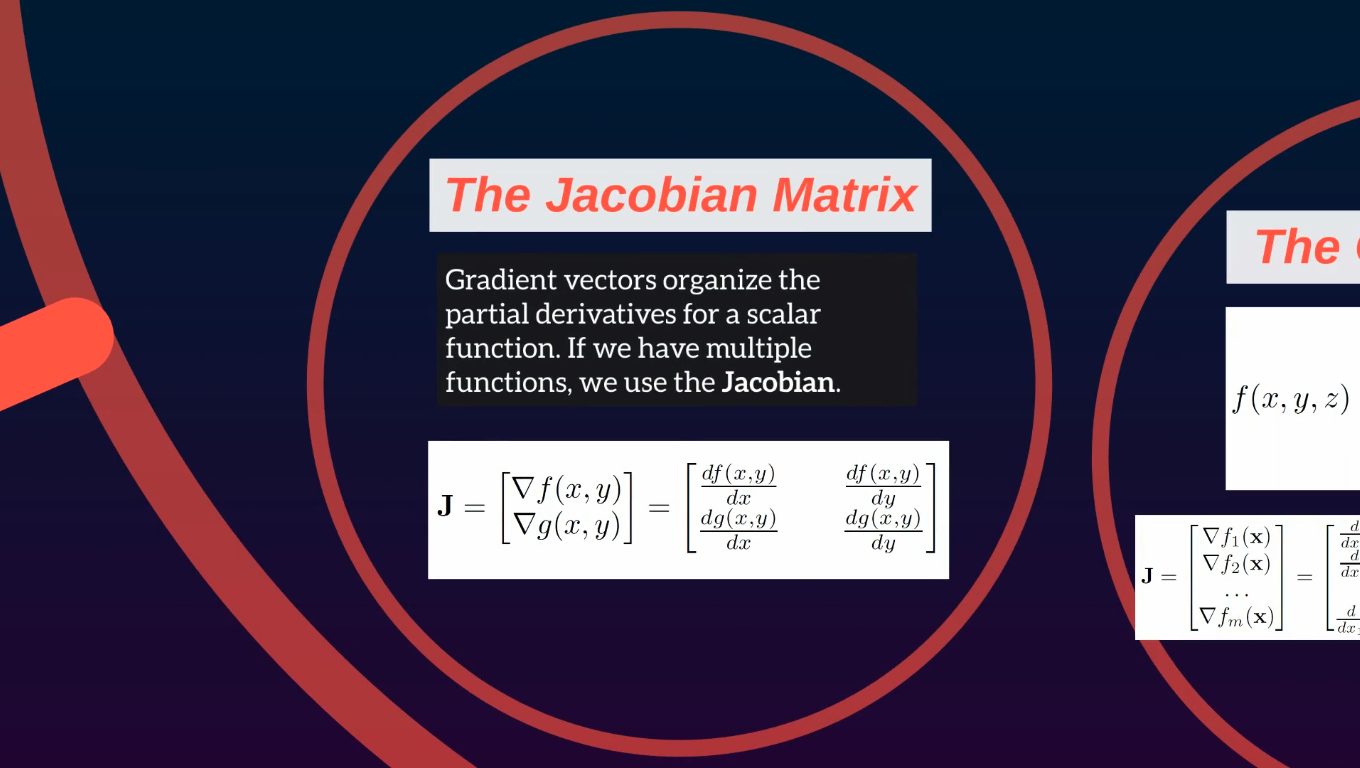 The Jacobian Matrix
Gradient vectors organize the
partial derivatives for a scalar
function. If we have multiple
functions, we use the Jacobian.
J = [∇f(x, y) ∇g(x, y)] = [df(x,y)/dx df(x,y)/dy dg(x,y)/dx dg(x,y)/dy]
The
f(x, y, z)
J = [∇f₁(x) ∇f₂(x) ... ∇fₘ(x)] = [